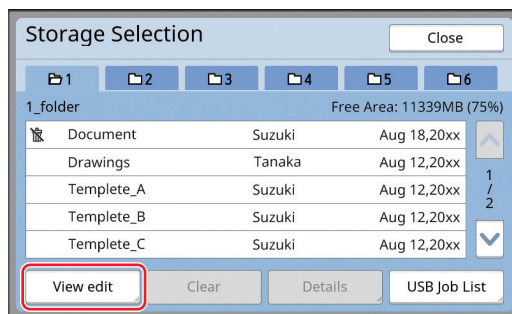 Storage Selection Close
1 2 3 4 5 6
1_folder Free Area: 11339MB (75%)
Document Suzuki Aug 18,20xx
Drawings Tanaka Aug 12,20xx
Templete_A Suzuki Aug 12,20xx
Templete_B Suzuki Aug 12,20xx
Templete_C Suzuki Aug 12,20xx
1
/
2
View edit Clear Details USB Job List